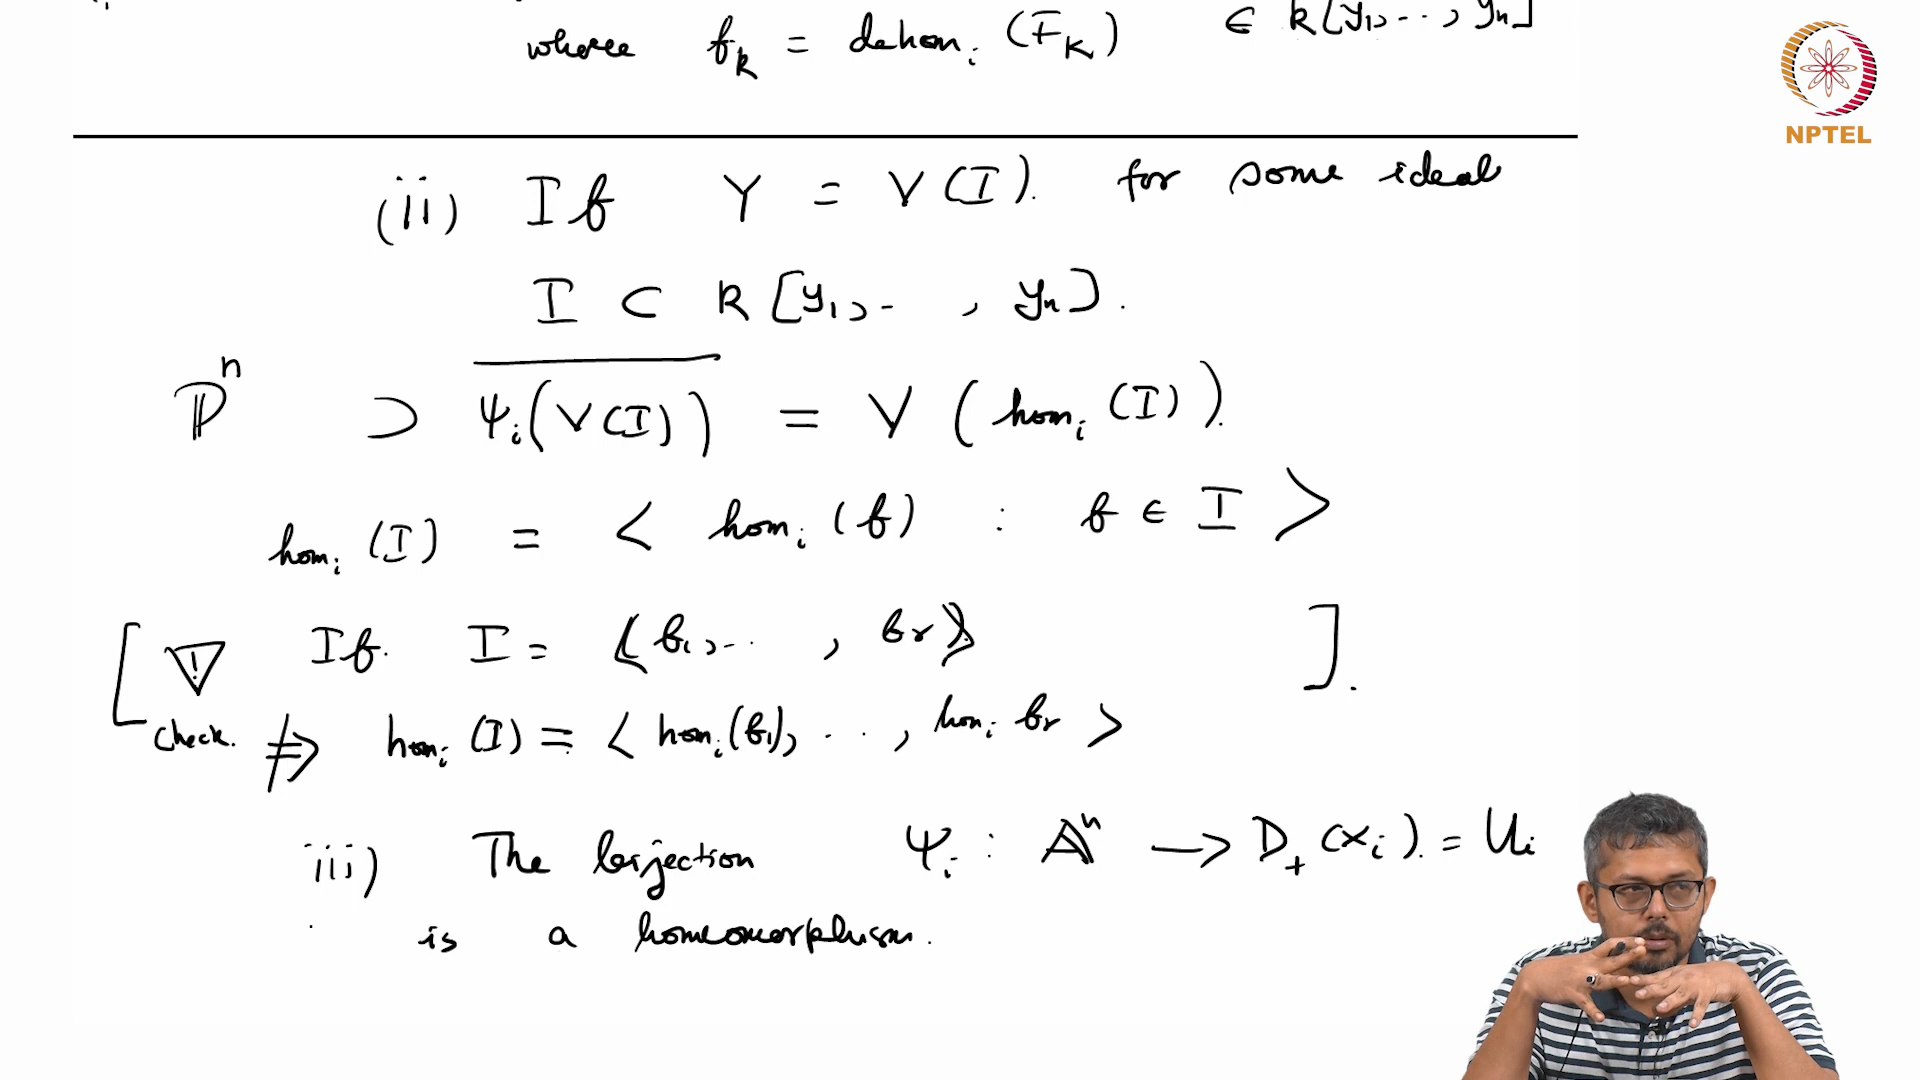 where f_k = dehom_i (F_k) ∈ k[y_1, .. , y_n]
NPTEL
(ii) If Y = V(I). for some ideal
I ⊂ k[y_1, .. , y_n].
ℙ^n ⊃ \overline{ψ_i(V(I))} = V(hom_i(I)).
hom_i(I) = < hom_i(f) : f ∈ I >
[ ! If I = < f_1, .. , f_r > ].
check. ⇏ hom_i(I) = < hom_i(f_1), ... , hom_i f_r >
iii) The bijection ψ_i : 𝔸^n → D_+(x_i). = U_i
is a homeomorphism.